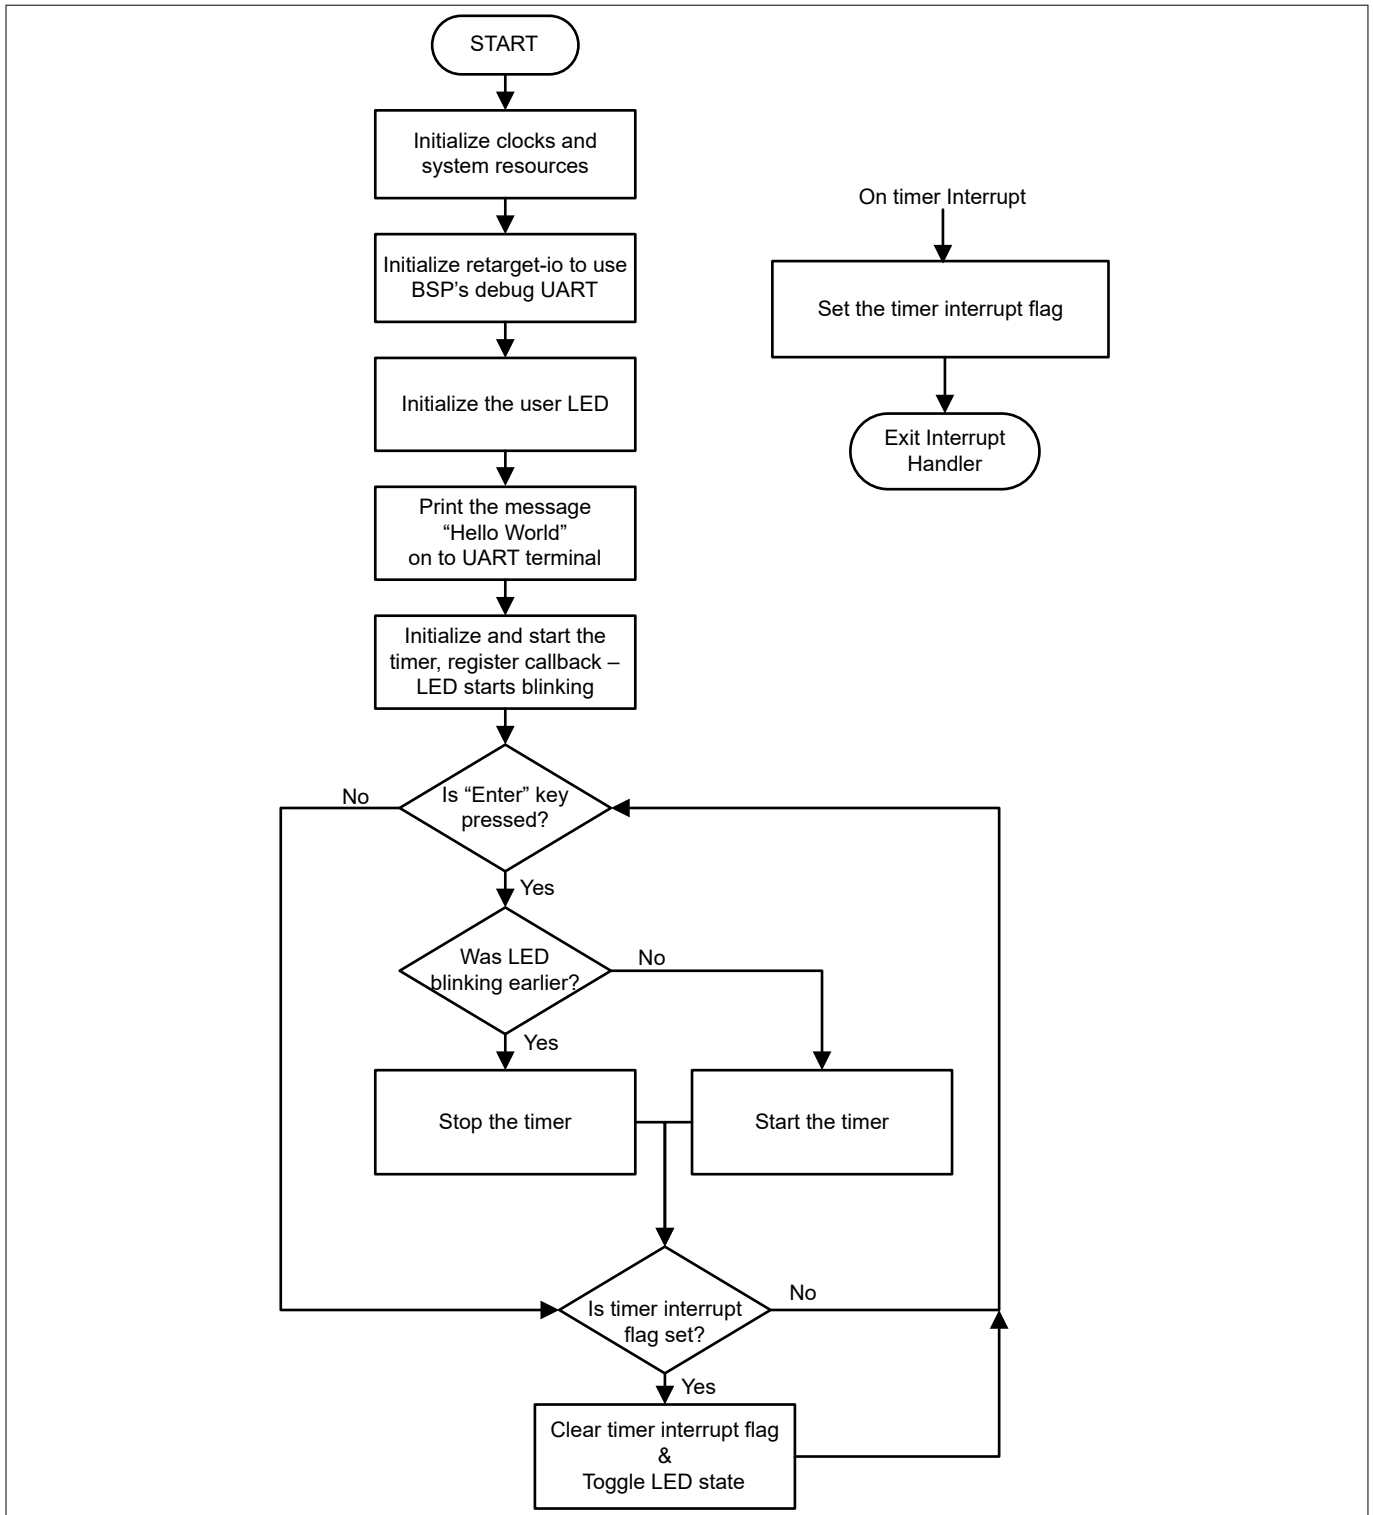 START
Initialize clocks and
system resources
Initialize retarget-io to use
BSP’s debug UART
Initialize the user LED
Print the message
“Hello World”
on to UART terminal
Initialize and start the
timer, register callback –
LED starts blinking
Is “Enter” key
pressed?
No
Yes
Was LED
blinking earlier?
No
Yes
Stop the timer
Start the timer
Is timer interrupt
flag set?
No
Yes
Clear timer interrupt flag
&
Toggle LED state
On timer Interrupt
Set the timer interrupt flag
Exit Interrupt
Handler